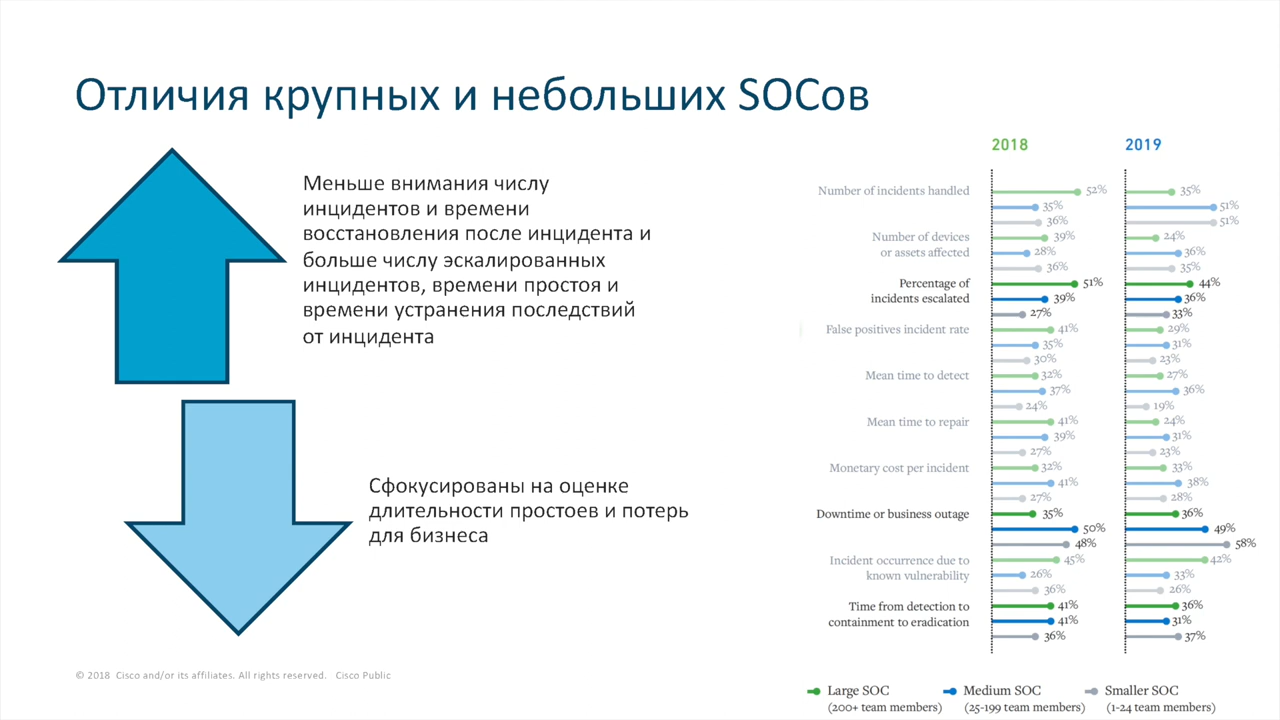 Отличия крупных и небольших SOCов
Меньше внимания числу
инцидентов и времени
восстановления после инцидента и
больше числу эскалированных
инцидентов, времени простоя и
времени устранения последствий
от инцидента
Сфокусированы на оценке
длительности простоев и потерь
для бизнеса
2018 2019
Number of incidents handled 52% 35%
35% 51%
36% 51%
Number of devices 39% 24%
or assets affected 28% 36%
36% 35%
Percentage of 51% 44%
incidents escalated 39% 36%
27% 33%
False positives incident rate 41% 29%
35% 31%
30% 23%
Mean time to detect 32% 27%
37% 36%
24% 19%
Mean time to repair 41% 24%
39% 31%
27% 23%
Monetary cost per incident 32% 33%
41% 38%
27% 28%
Downtime or business outage 35% 36%
50% 49%
48% 58%
Incident occurrence due to 45% 42%
known vulnerability 26% 33%
36% 26%
Time from detection to 41% 36%
containment to eradication 41% 31%
36% 37%
Large SOC Medium SOC Smaller SOC
(200+ team members) (25-199 team members) (1-24 team members)
© 2018 Cisco and/or its affiliates. All rights reserved. Cisco Public